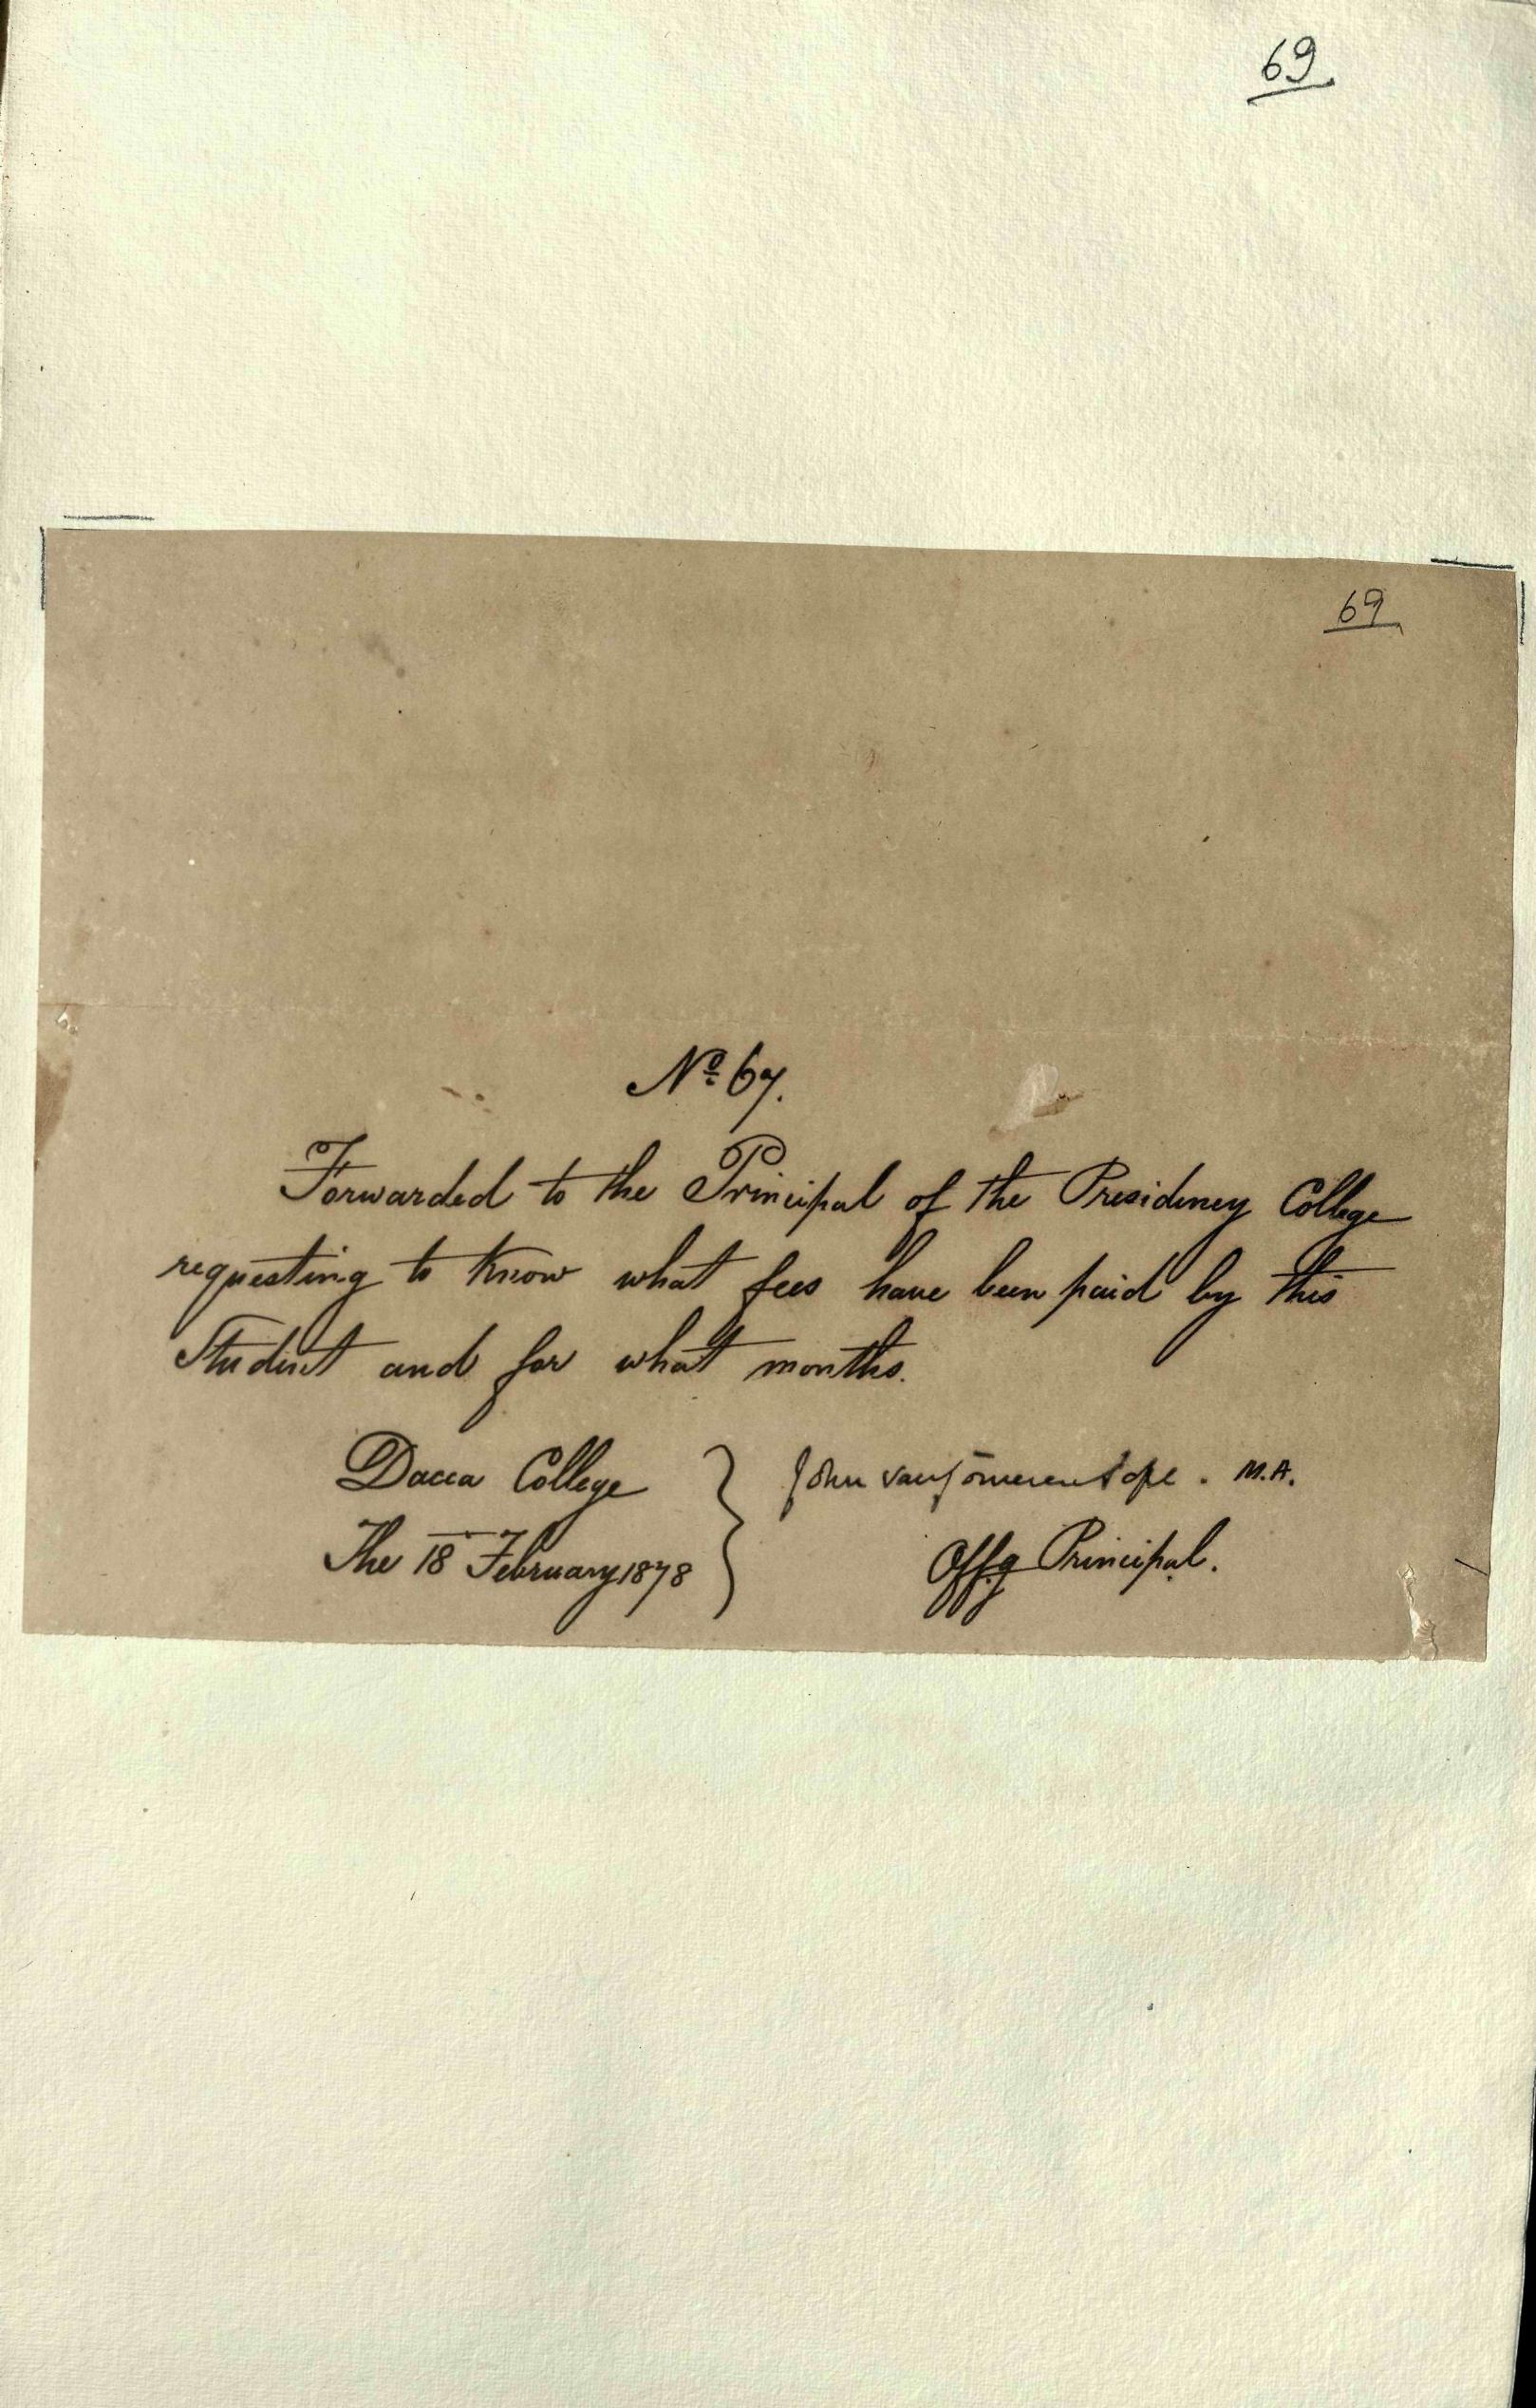 69
69
Nº 67.
Forwarded to the Principal of the Presidency College
requesting to know what fees have been paid by this
Student and for what months.
Dacca College
John van Someren Pope. M.A.
The 18 February 1878
Offg Principal.